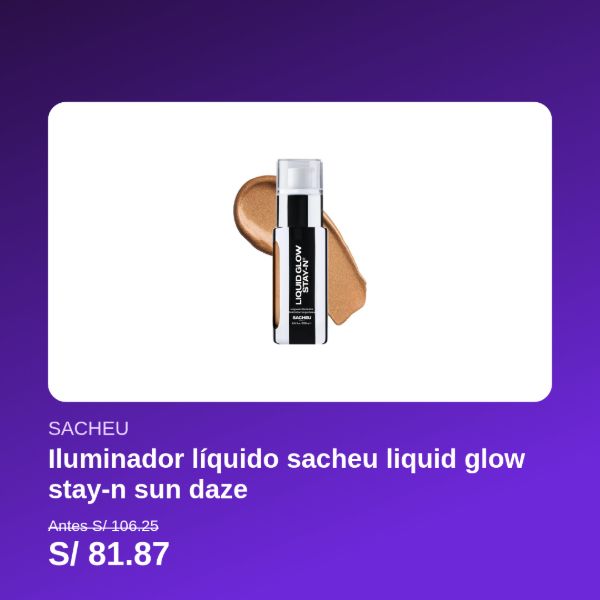 LIQUID GLOW
STAY-N
SACHEU
SACHEU
Iluminador líquido sacheu liquid glow
stay-n sun daze
Antes S/ 106.25
S/ 81.87